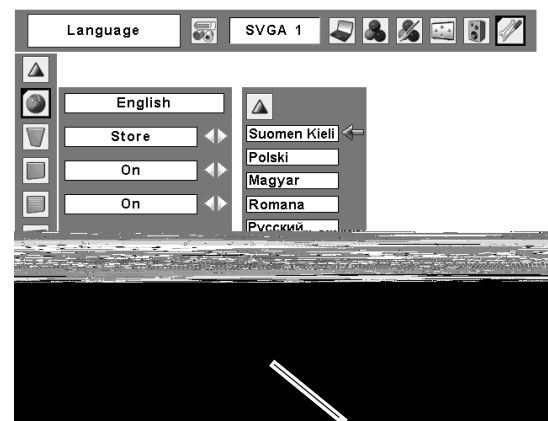 Language
SVGA 1
English
Store
On
On
Suomen Kieli
Polski
Magyar
Romana
Русский